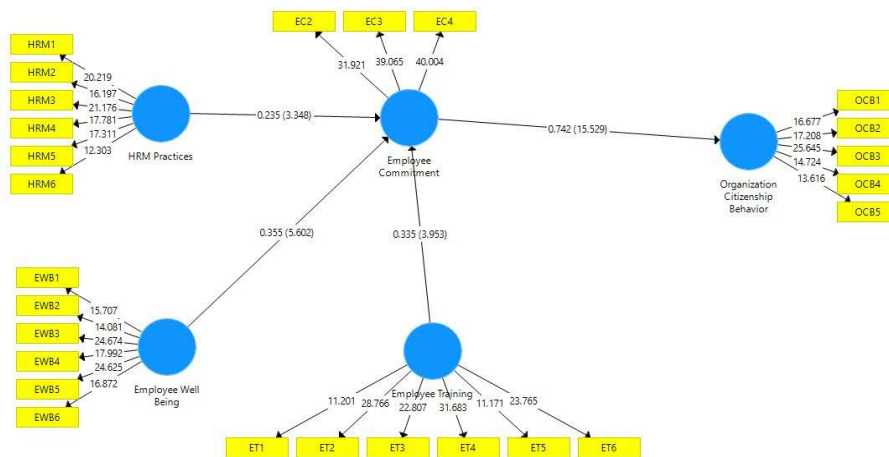 EC2
EC3
EC4
31.921
39.065
40.004
HRM1
HRM2
HRM3
HRM4
HRM5
HRM6
20.219
16.197
21.176
17.781
17.311
12.303
HRM Practices
0.235 (3.348)
Employee
Commitment
0.742 (15.529)
OCB1
OCB2
OCB3
OCB4
OCB5
16.677
17.208
25.645
14.724
13.616
Organization
Citizenship
Behavior
0.355 (5.602)
0.335 (3.953)
EWB1
EWB2
EWB3
EWB4
EWB5
EWB6
15.707
14.081
24.674
17.992
24.625
16.872
Employee Well
Being
Employee Training
11.201
28.766
22.807
31.683
11.171
23.765
ET1
ET2
ET3
ET4
ET5
ET6